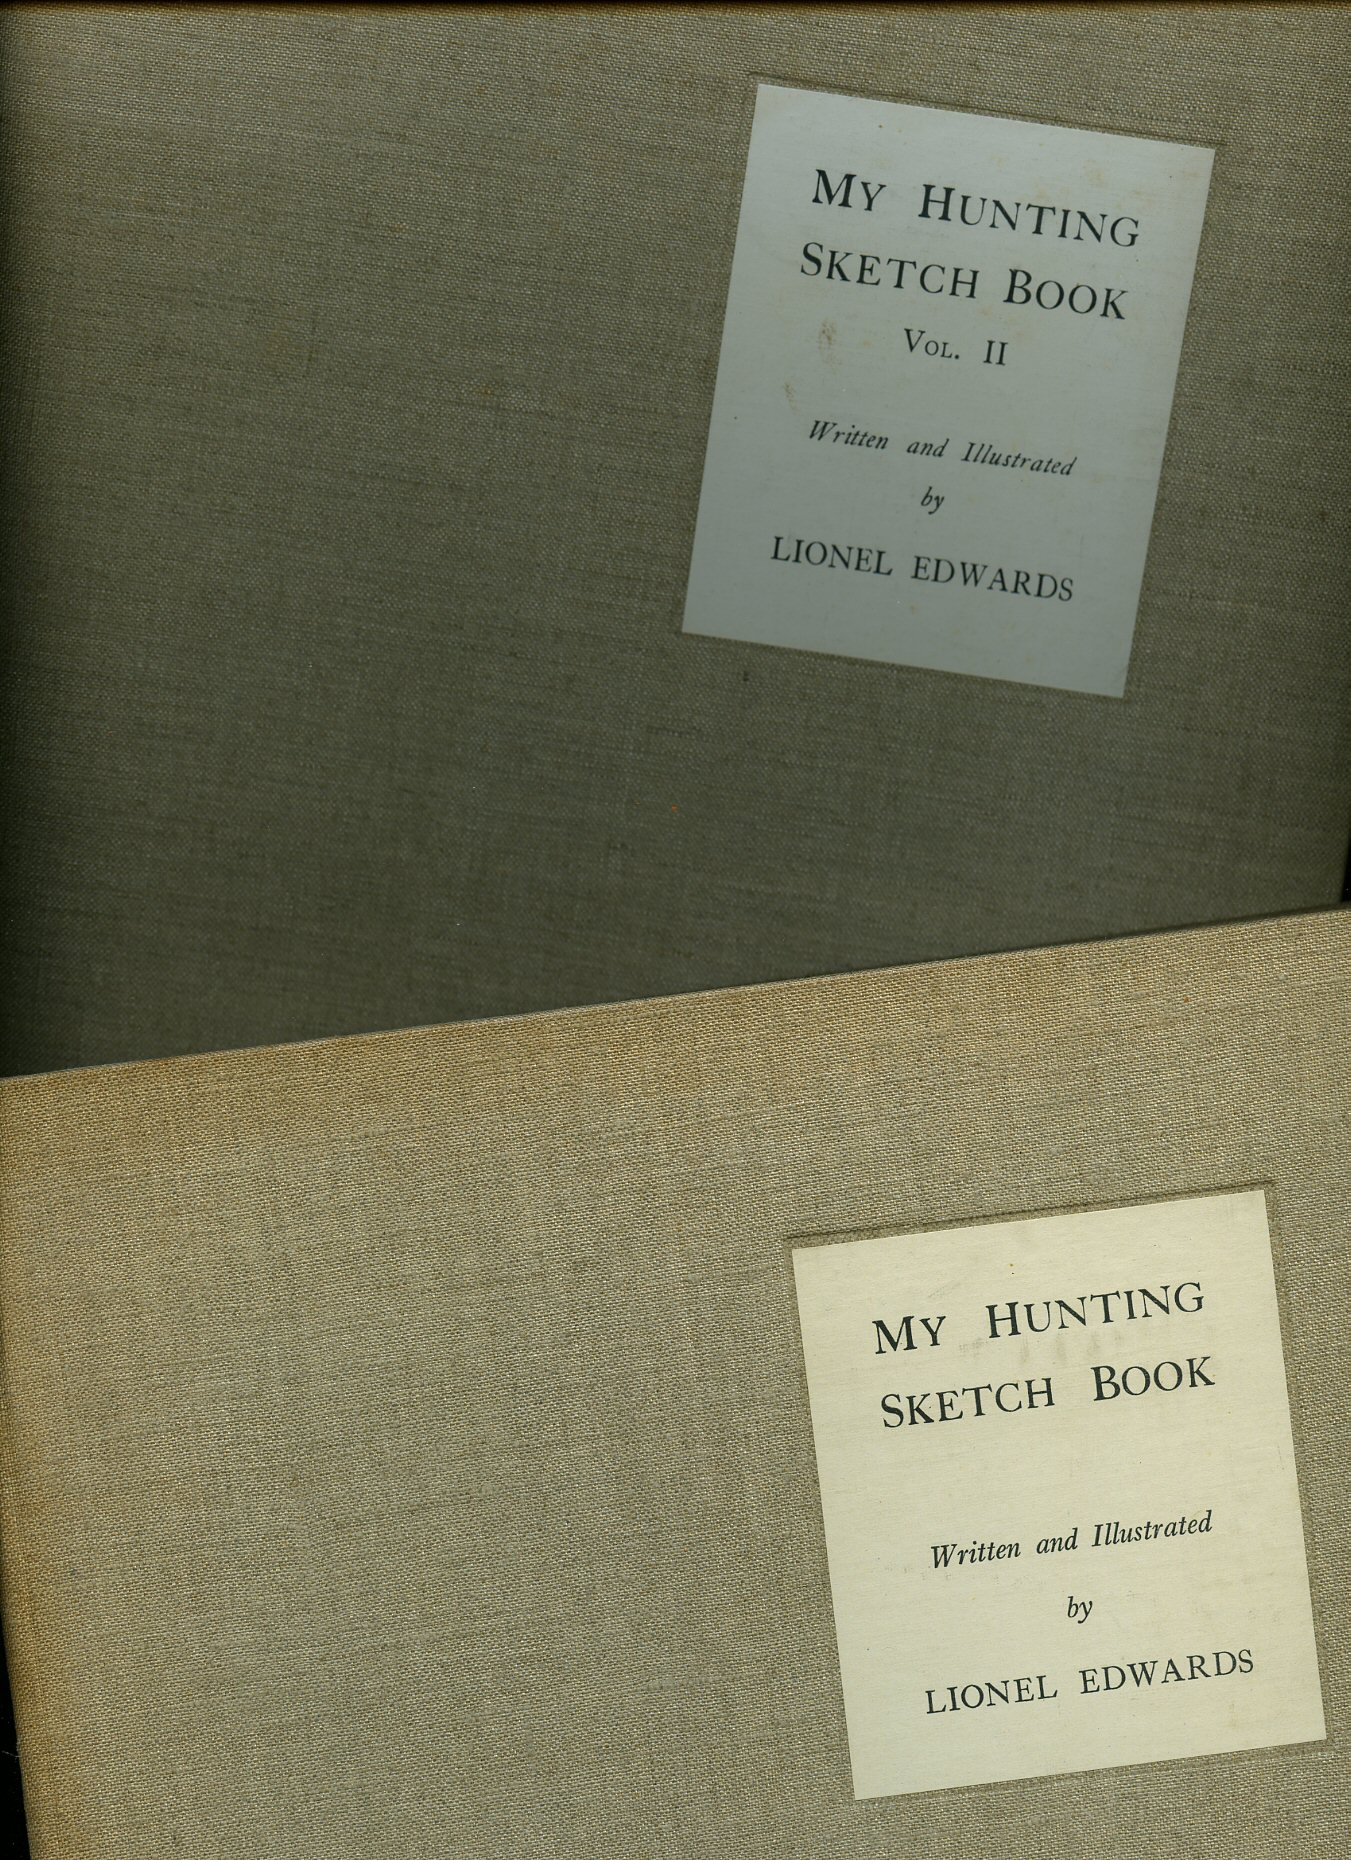 MY HUNTING
SKETCH BOOK
VOL. II
Written and Illustrated
by
LIONEL EDWARDS
MY HUNTING
SKETCH BOOK
Written and Illustrated
by
LIONEL EDWARDS